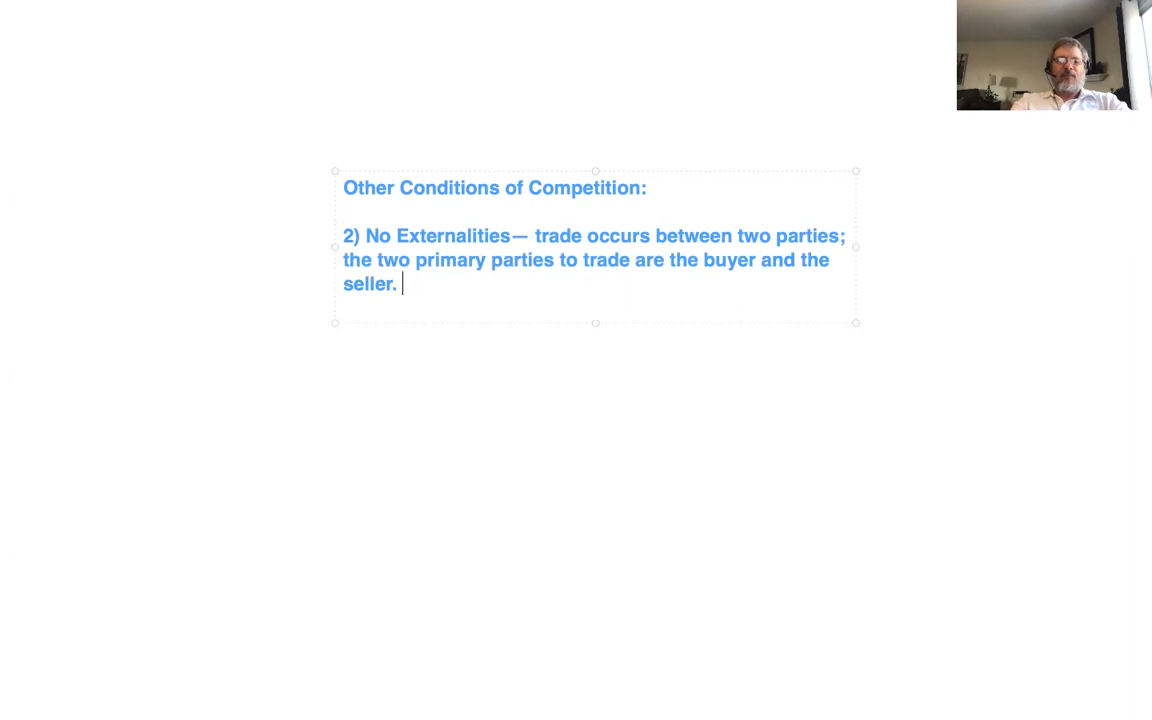 Other Conditions of Competition:
2) No Externalities— trade occurs between two parties;
the two primary parties to trade are the buyer and the
seller.